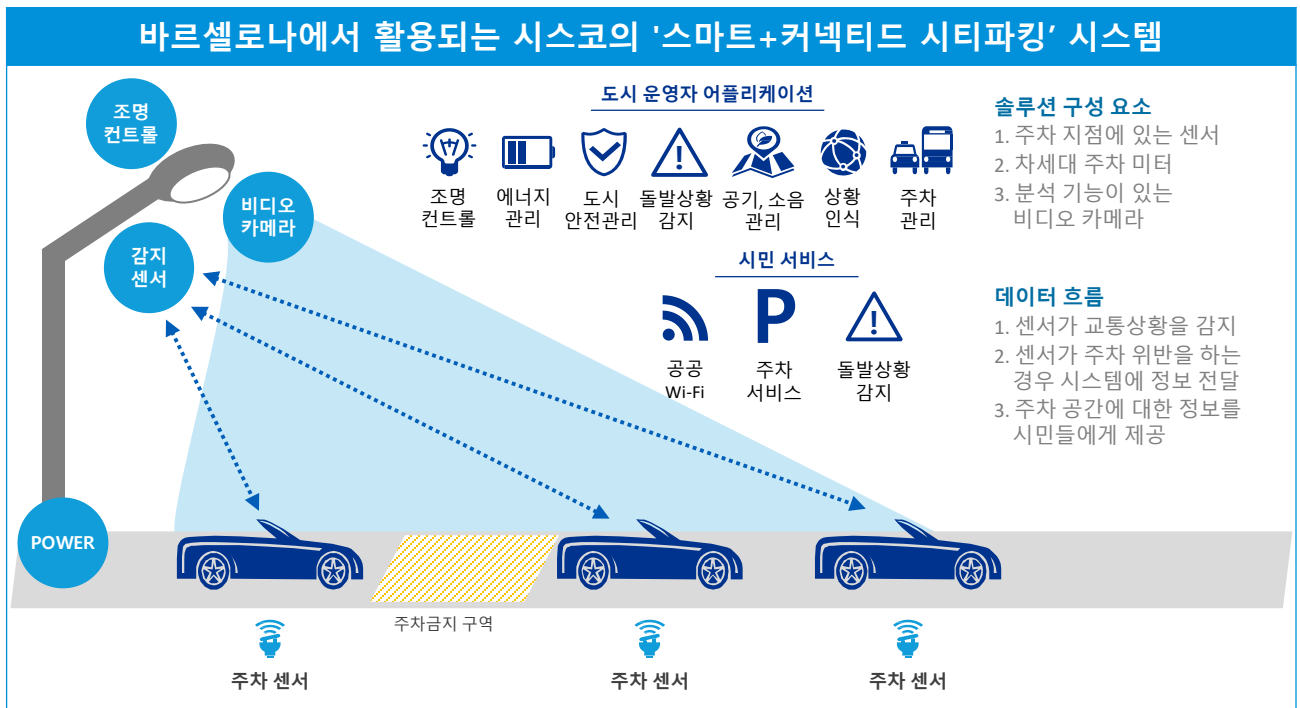 바르셀로나에서 활용되는 시스코의 '스마트+커넥티드 시티파킹’ 시스템
조명
컨트롤
비디오
카메라
감지
센서
POWER
도시 운영자 어플리케이션
조명
컨트롤
에너지
관리
도시
안전관리
돌발상황
감지
공기, 소음
관리
상황
인식
주차
관리
시민 서비스
P
공공
Wi-Fi
주차
서비스
돌발상황
감지
솔루션 구성 요소
1. 주차 지점에 있는 센서
2. 차세대 주차 미터
3. 분석 기능이 있는
비디오 카메라
데이터 흐름
1. 센서가 교통상황을 감지
2. 센서가 주차 위반을 하는
경우 시스템에 정보 전달
3. 주차 공간에 대한 정보를
시민들에게 제공
주차금지 구역
주차 센서
주차 센서
주차 센서